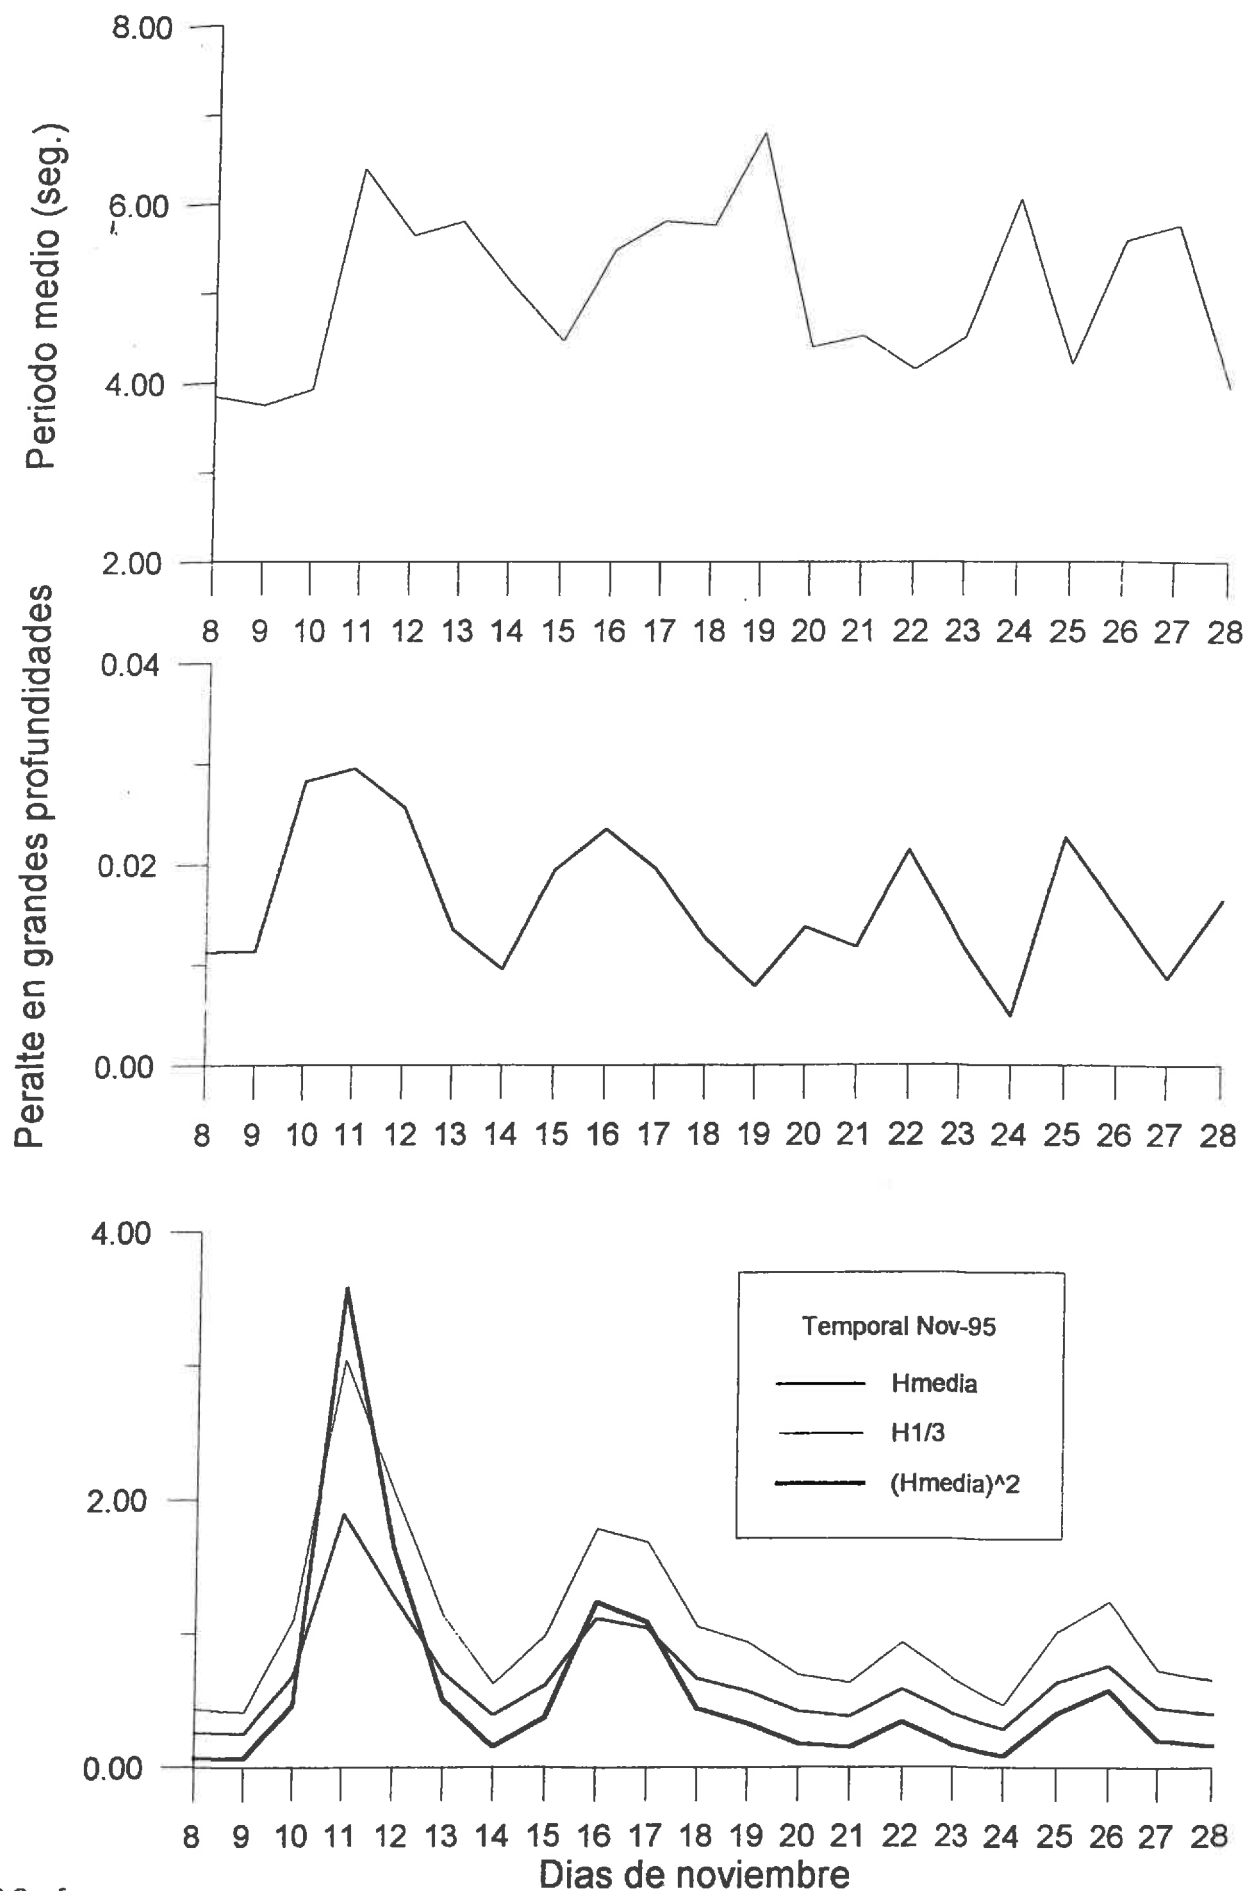 Periodo medio (seg.)
8.00
6.00
4.00
2.00
8 9 10 11 12 13 14 15 16 17 18 19 20 21 22 23 24 25 26 27 28
Peralte en grandes profundidades
0.04
0.02
0.00
8 9 10 11 12 13 14 15 16 17 18 19 20 21 22 23 24 25 26 27 28
4.00
2.00
0.00
Temporal Nov-95
Hmedia
H1/3
(Hmedia)^2
8 9 10 11 12 13 14 15 16 17 18 19 20 21 22 23 24 25 26 27 28
Dias de noviembre